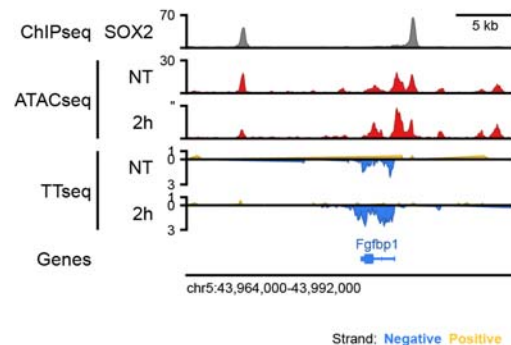 70
5 kb
ChIPseq SOX2
30
NT
ATACseq
"
2h
1
0
NT
3
TTseq
1
0
2h
3
Fgfbp1
Genes
chr5:43,964,000-43,992,000
Strand: Negative Positive